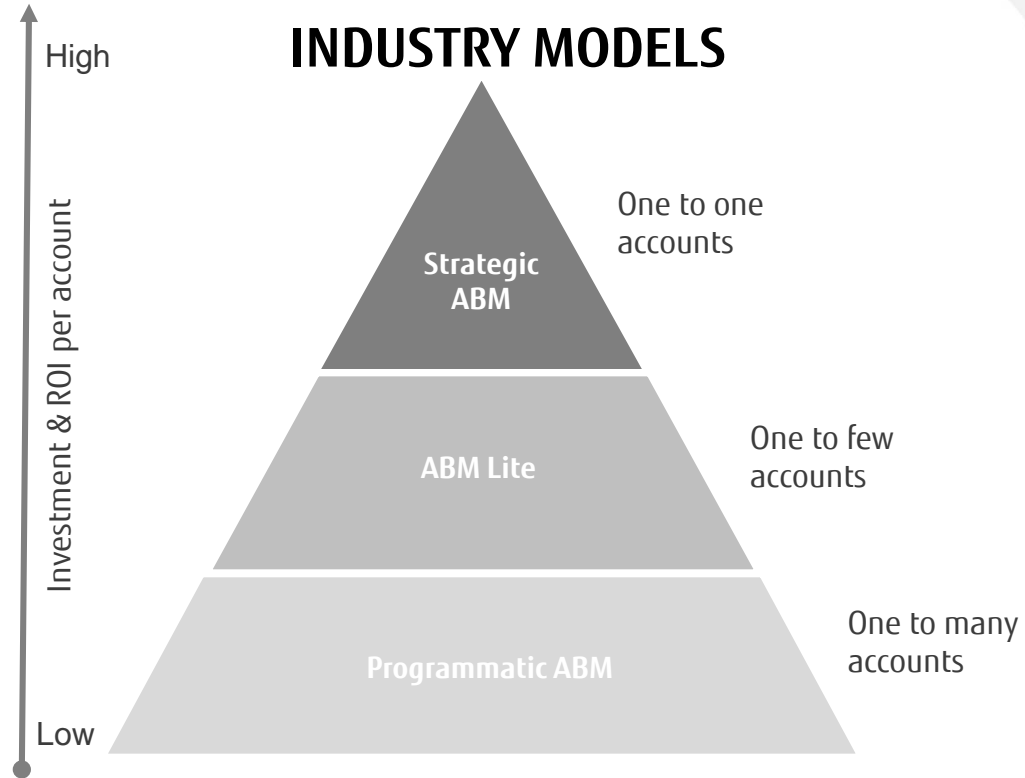 INDUSTRY MODELS
High
Investment & ROI per account
Low
Strategic
ABM
One to one
accounts
ABM Lite
One to few
accounts
Programmatic ABM
One to many
accounts